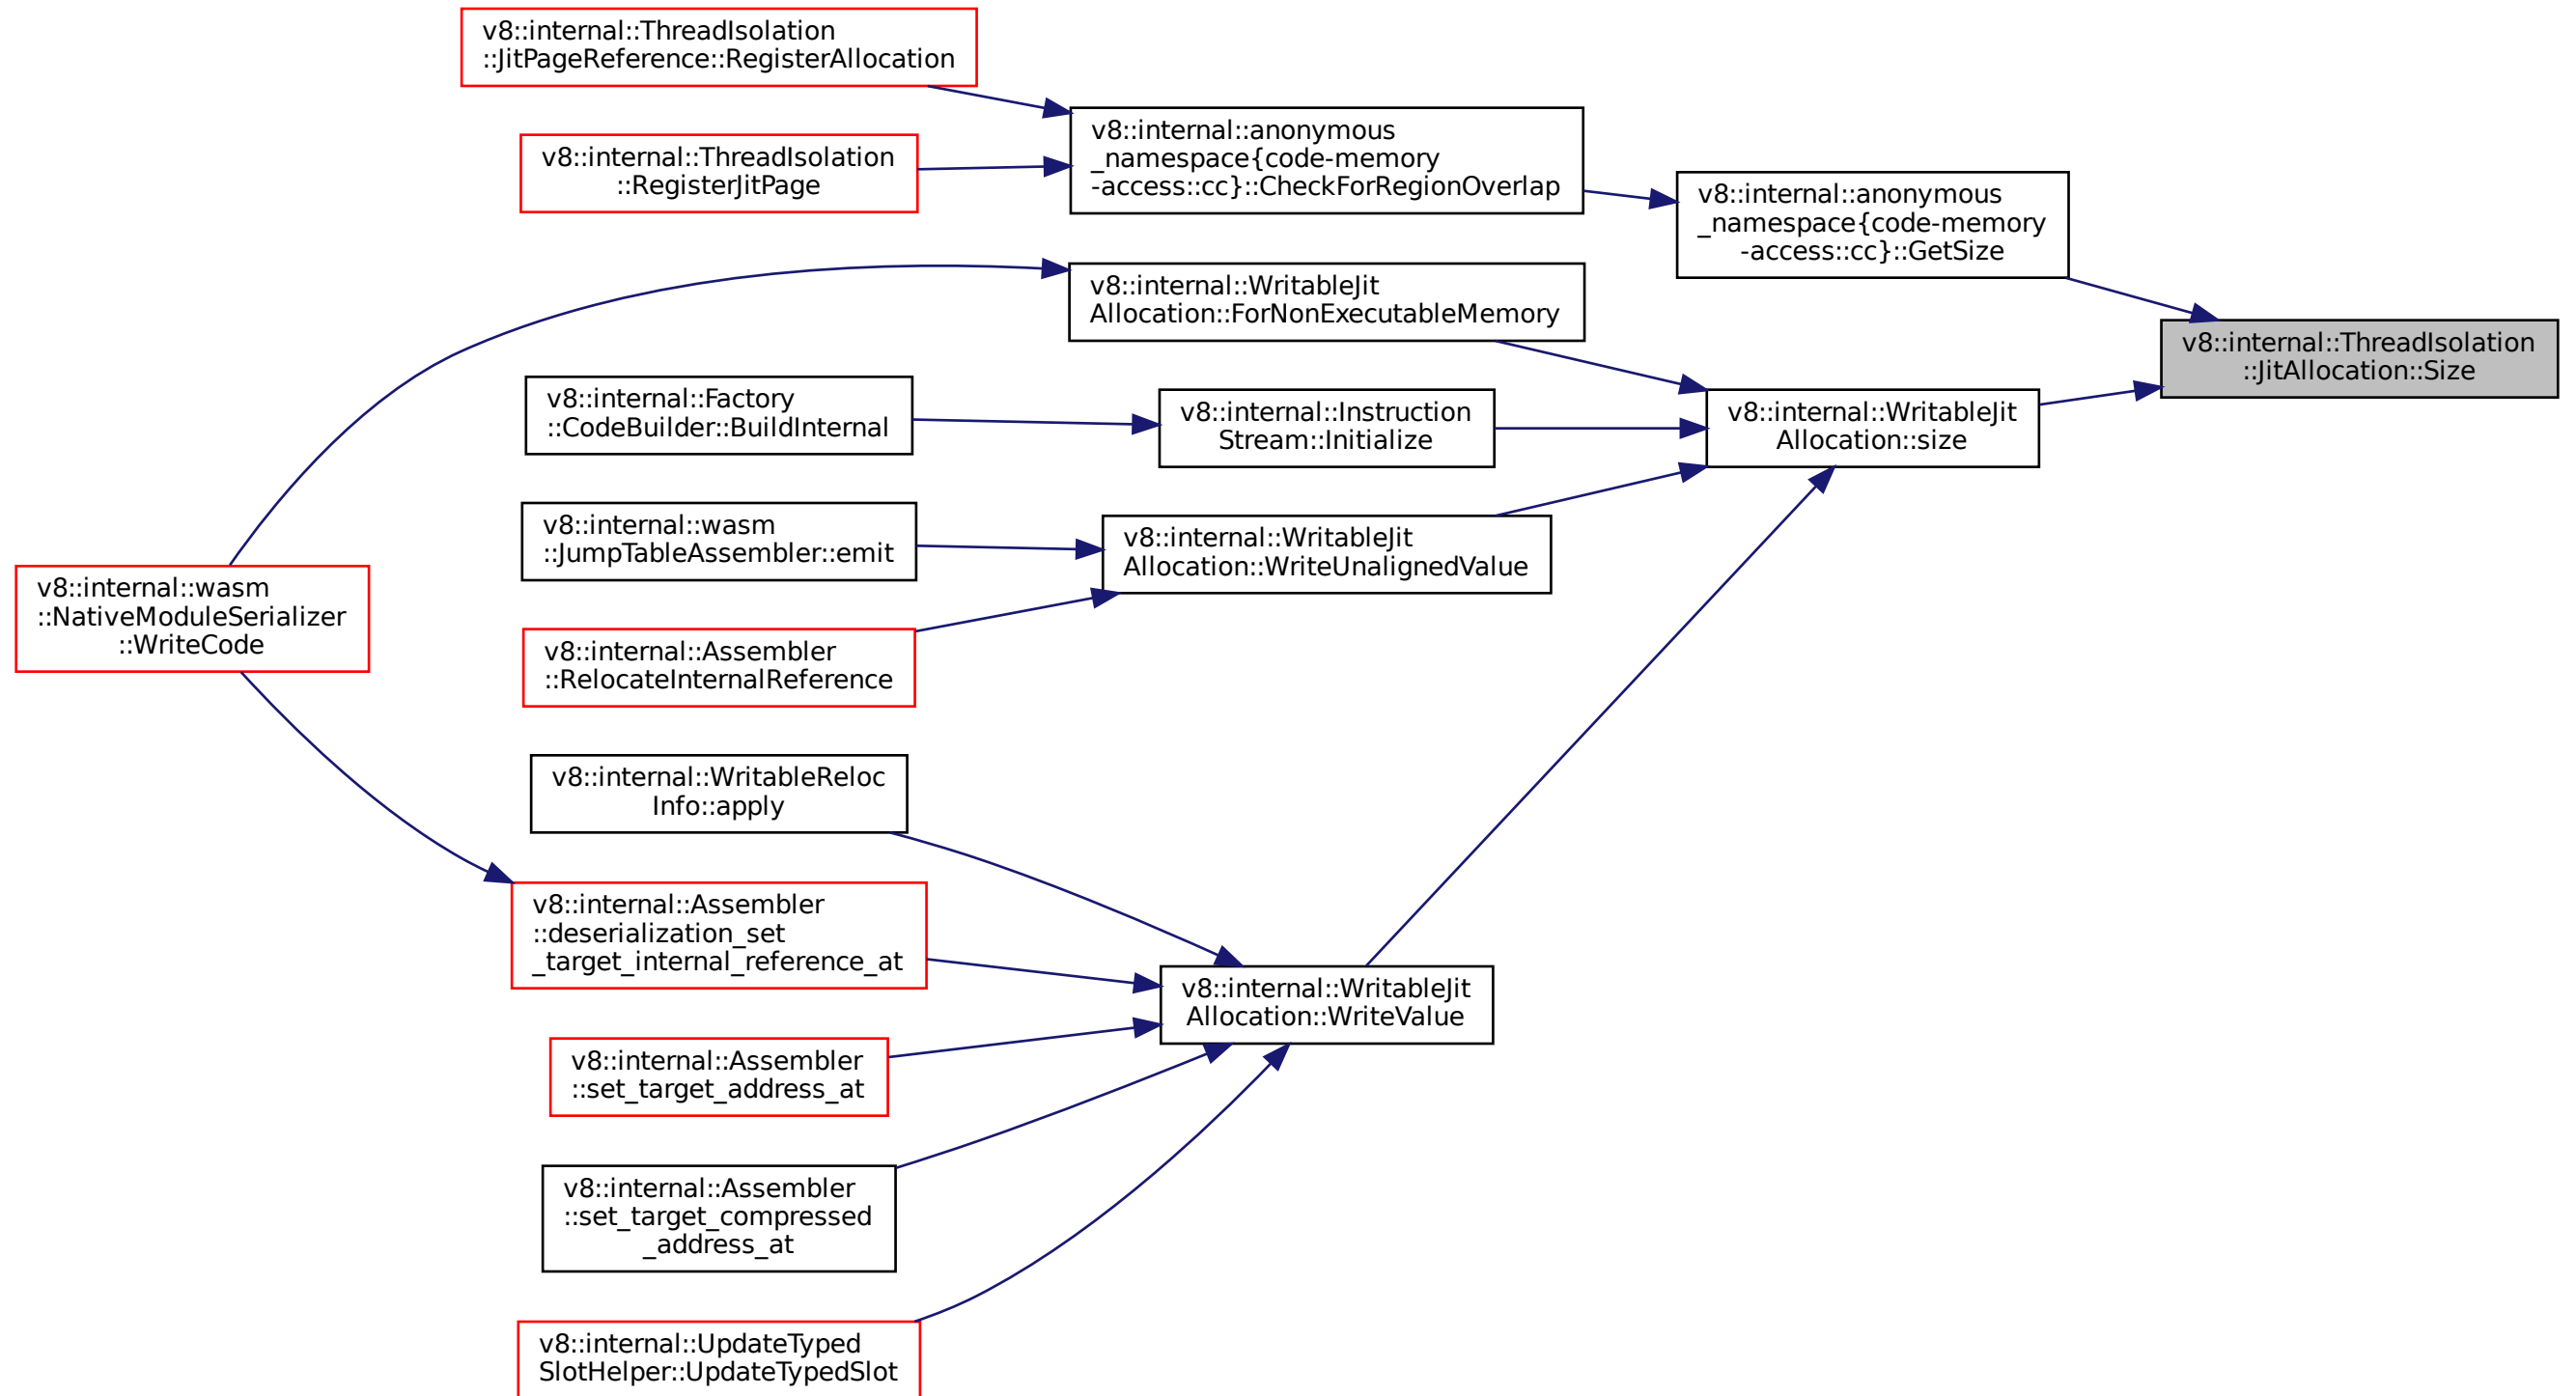 v8::internal::ThreadIsolation
::JitPageReference::RegisterAllocation
v8::internal::ThreadIsolation
::RegisterJitPage
v8::internal::anonymous
_namespace{code-memory
-access::cc}::CheckForRegionOverlap
v8::internal::anonymous
_namespace{code-memory
-access::cc}::GetSize
v8::internal::ThreadIsolation
::JitAllocation::Size
v8::internal::WritableJit
Allocation::ForNonExecutableMemory
v8::internal::Factory
::CodeBuilder::BuildInternal
v8::internal::Instruction
Stream::Initialize
v8::internal::WritableJit
Allocation::size
v8::internal::wasm
::JumpTableAssembler::emit
v8::internal::WritableJit
Allocation::WriteUnalignedValue
v8::internal::wasm
::NativeModuleSerializer
::WriteCode
v8::internal::Assembler
::RelocateInternalReference
v8::internal::WritableReloc
Info::apply
v8::internal::Assembler
::deserialization_set
_target_internal_reference_at
v8::internal::WritableJit
Allocation::WriteValue
v8::internal::Assembler
::set_target_address_at
v8::internal::Assembler
::set_target_compressed
_address_at
v8::internal::UpdateTyped
SlotHelper::UpdateTypedSlot